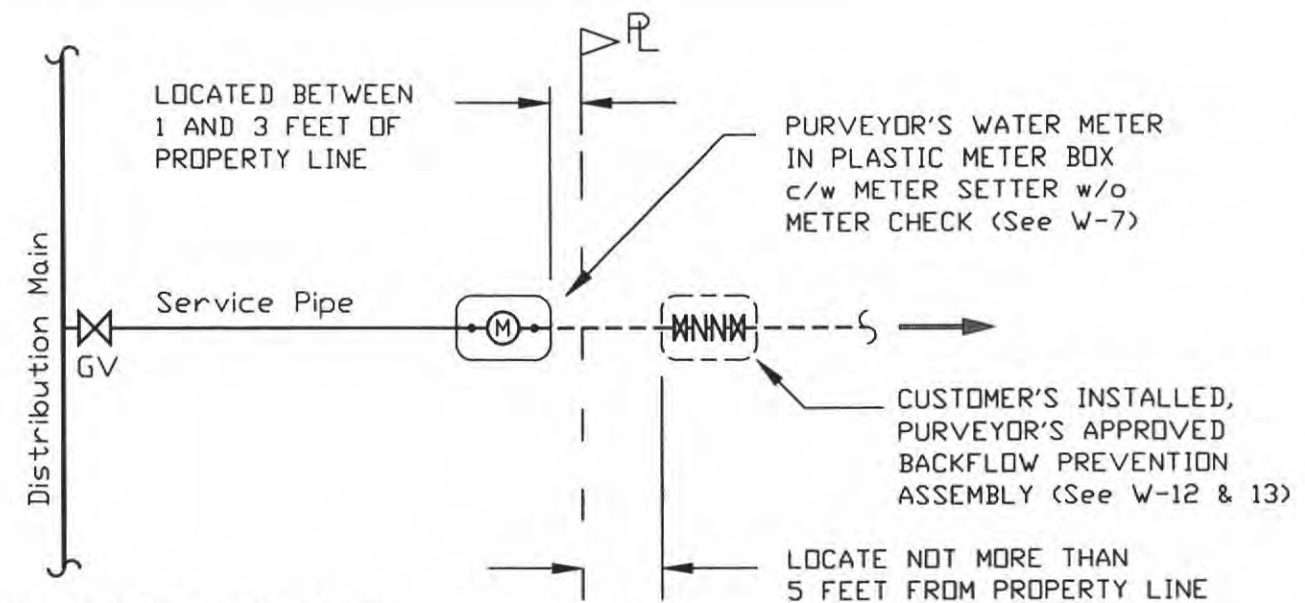 PL
LOCATED BETWEEN
1 AND 3 FEET OF
PROPERTY LINE
PURVEYOR'S WATER METER
IN PLASTIC METER BOX
c/w METER SETTER w/o
METER CHECK (See W-7)
Distribution Main
Service Pipe
M
GV
CUSTOMER'S INSTALLED,
PURVEYOR'S APPROVED
BACKFLOW PREVENTION
ASSEMBLY (See W-12 & 13)
LOCATE NOT MORE THAN
5 FEET FROM PROPERTY LINE